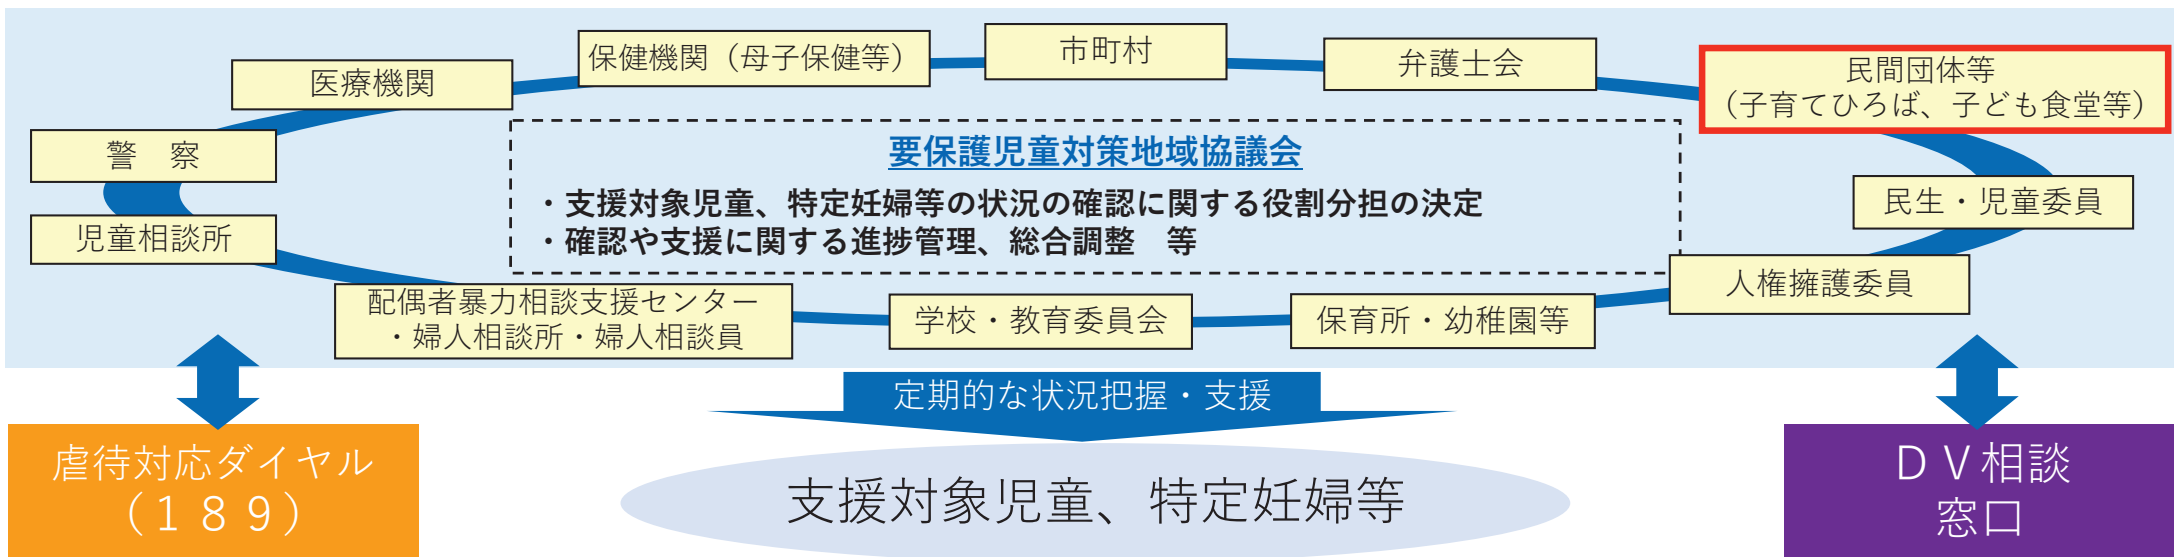 保健機関（母子保健等）
市町村
弁護士会
民間団体等
（子育てひろば、子ども食堂等）
医療機関
警　察
要保護児童対策地域協議会
・支援対象児童、特定妊婦等の状況の確認に関する役割分担の決定
・確認や支援に関する進捗管理、総合調整　等
民生・児童委員
児童相談所
人権擁護委員
配偶者暴力相談支援センター
・婦人相談所・婦人相談員
学校・教育委員会
保育所・幼稚園等
定期的な状況把握・支援
虐待対応ダイヤル
（１８９）
支援対象児童、特定妊婦等
ＤＶ相談
窓口